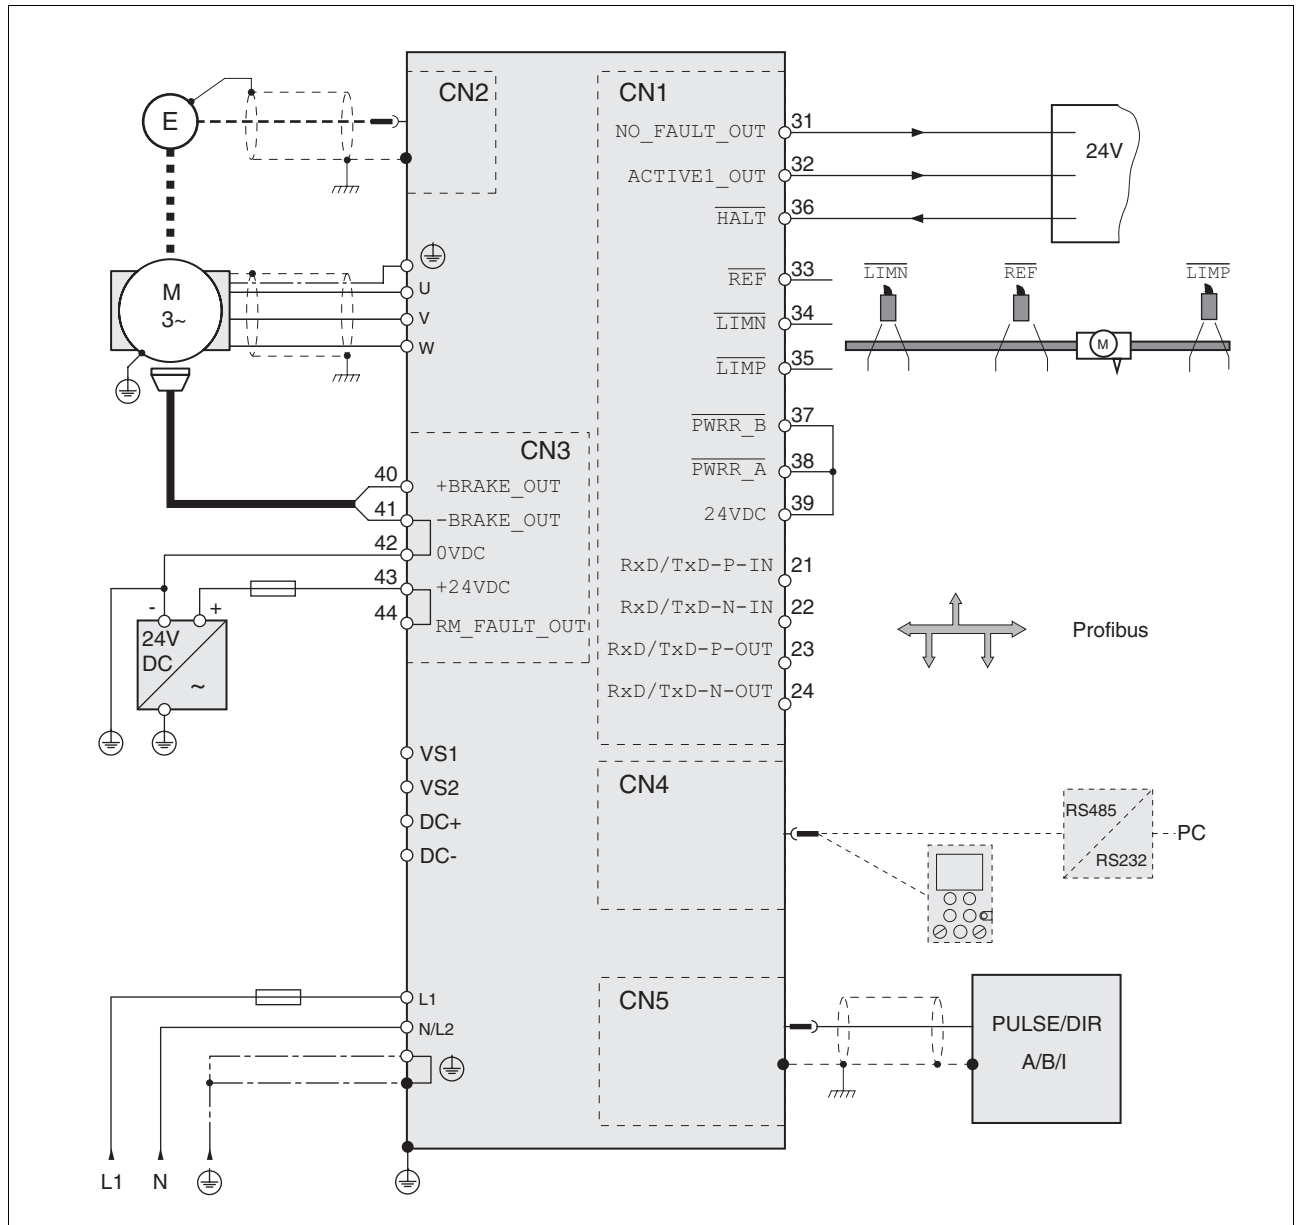 E
CN2
CN1
NO_FAULT_OUT 31
24V
ACTIVE1_OUT 32
HALT 36
REF 33
LIMN
REF
LIMP
M
3~
U
V
W
LIMN 34
LIMP 35
M
PWRR_B 37
PWRR_A 38
24VDC 39
CN3
40 +BRAKE_OUT
41 -BRAKE_OUT
42 0VDC
43 +24VDC
44 RM_FAULT_OUT
- +
24V
DC
~
RxD/TxD-P-IN 21
RxD/TxD-N-IN 22
RxD/TxD-P-OUT 23
RxD/TxD-N-OUT 24
Profibus
VS1
VS2
DC+
DC-
CN4
RS485
RS232
PC
L1
N/L2
CN5
PULSE/DIR
A/B/I
L1 N